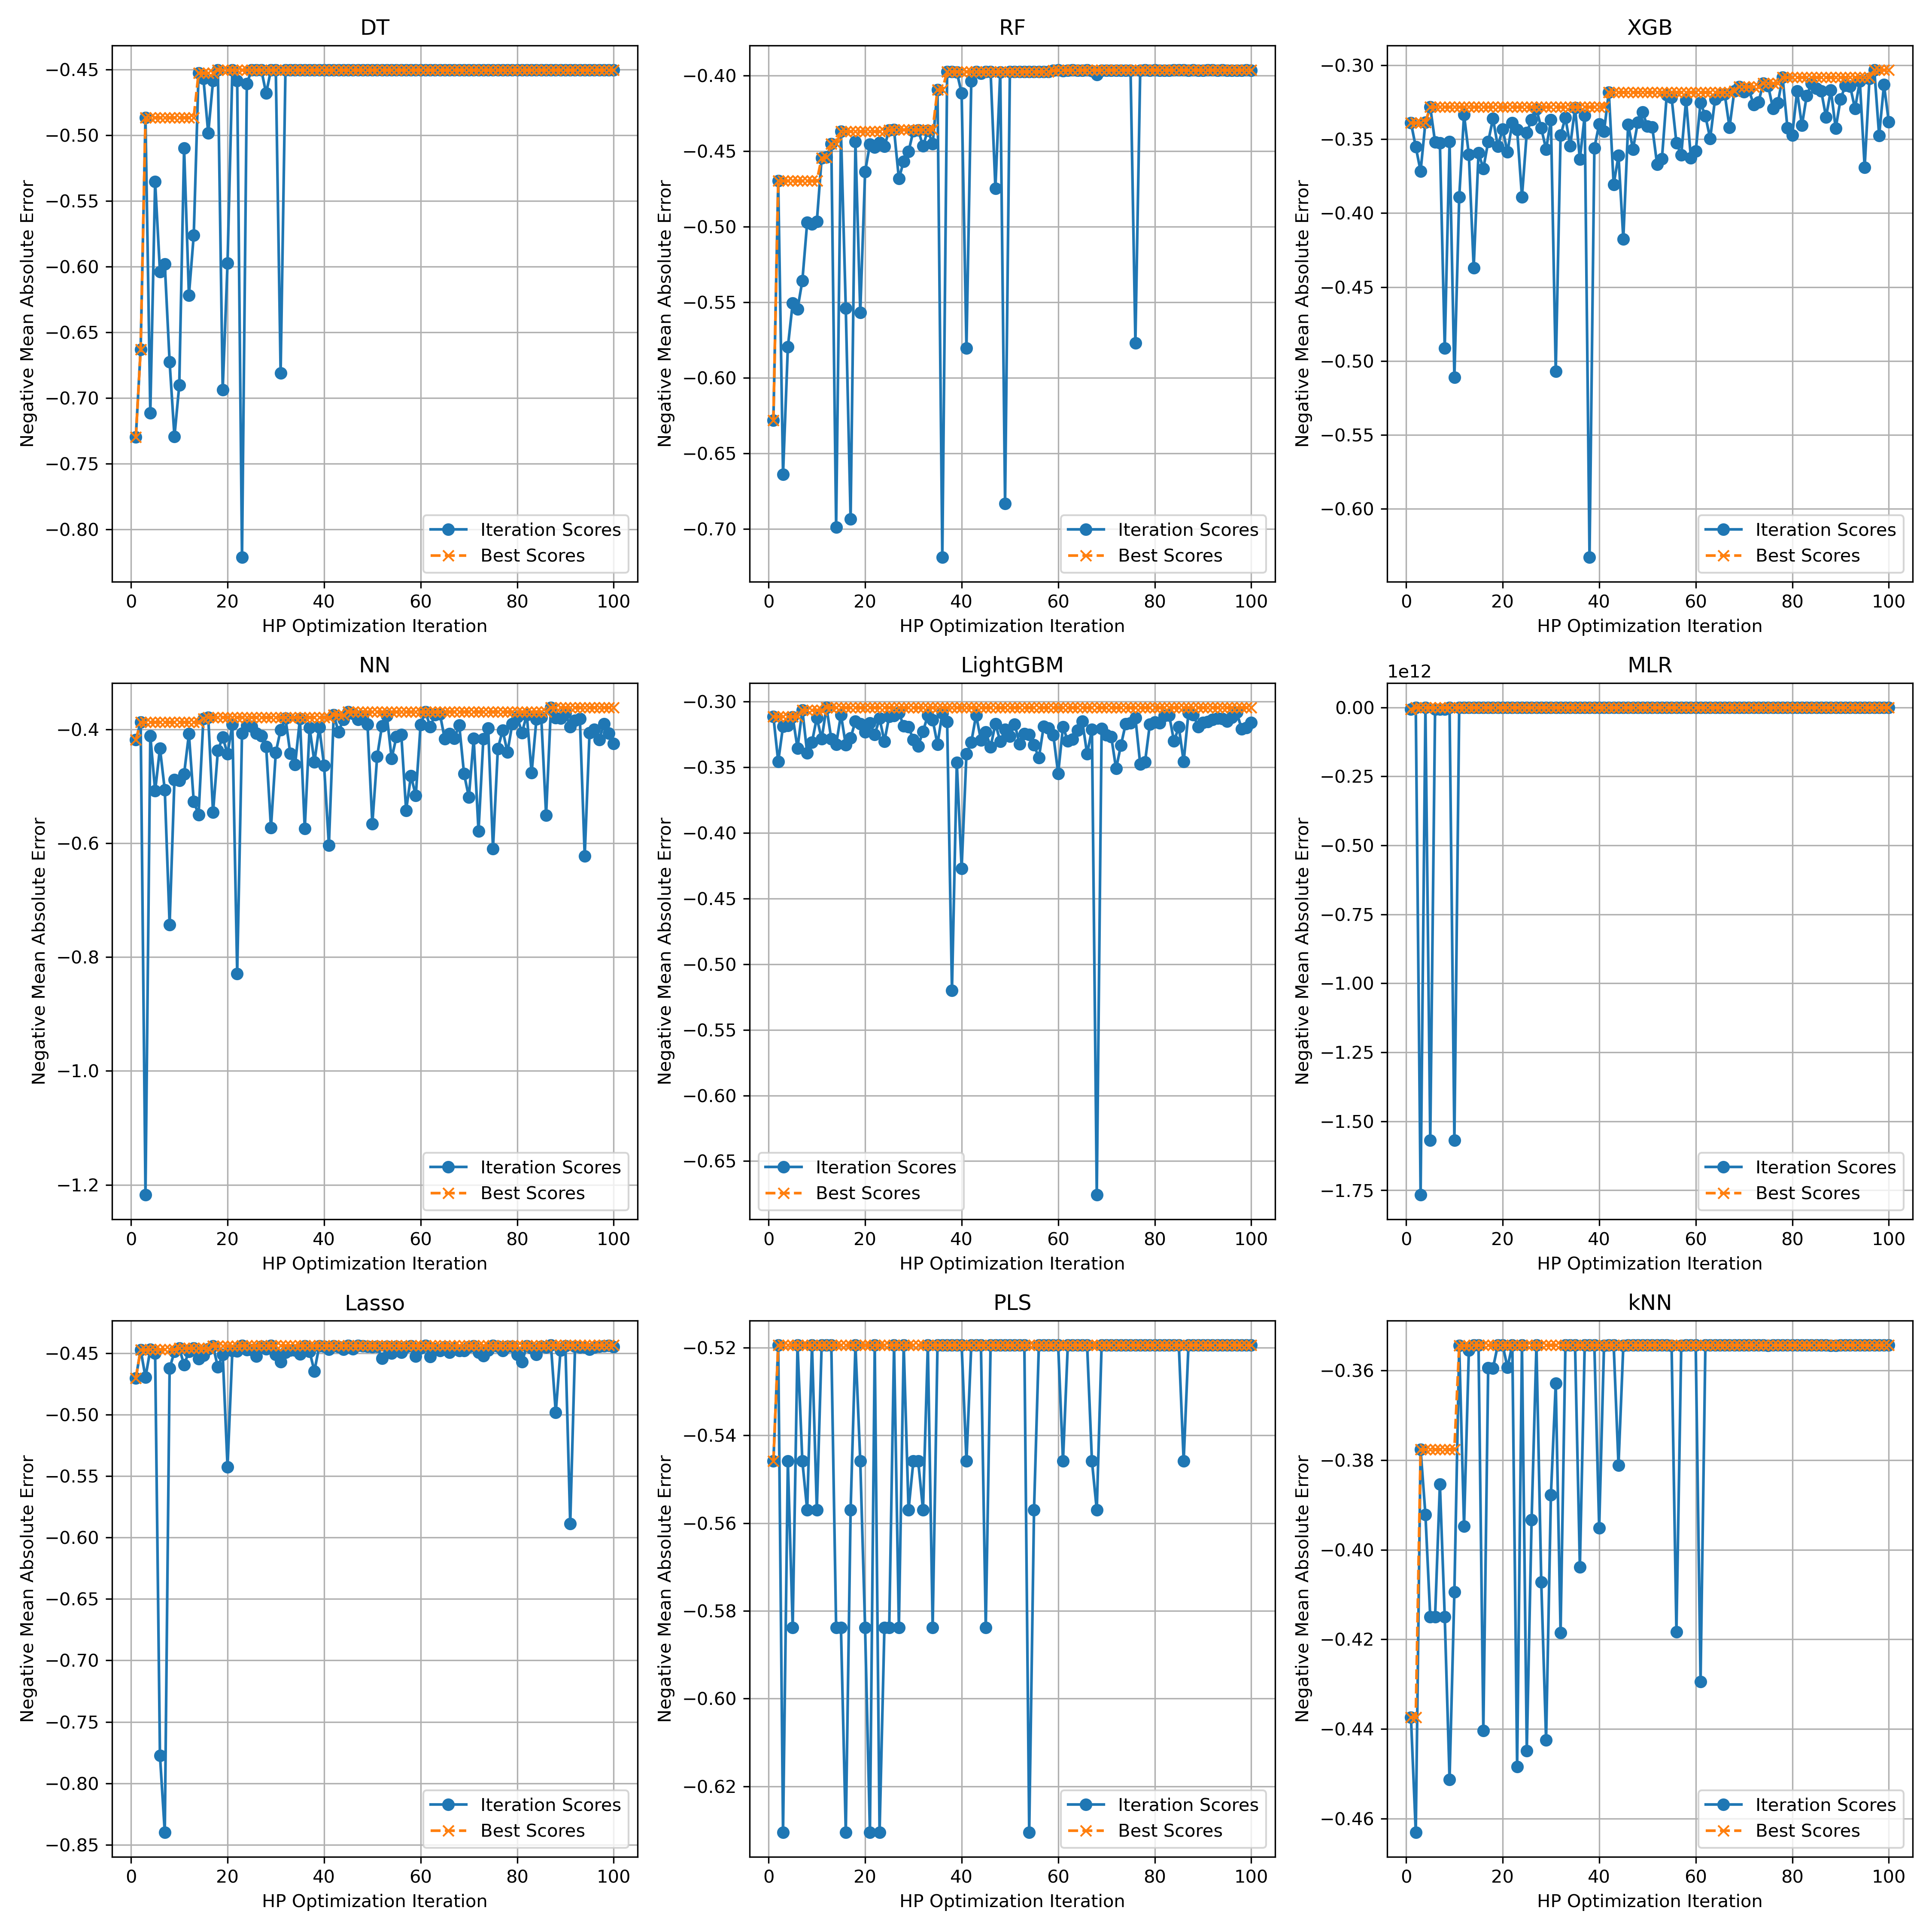 DT
Negative Mean Absolute Error
−0.45
−0.50
−0.55
−0.60
−0.65
−0.70
−0.75
−0.80
Iteration Scores
Best Scores
0 20 40 60 80 100
HP Optimization Iteration
RF
Negative Mean Absolute Error
−0.40
−0.45
−0.50
−0.55
−0.60
−0.65
−0.70
Iteration Scores
Best Scores
0 20 40 60 80 100
HP Optimization Iteration
XGB
Negative Mean Absolute Error
−0.30
−0.35
−0.40
−0.45
−0.50
−0.55
−0.60
Iteration Scores
Best Scores
0 20 40 60 80 100
HP Optimization Iteration
NN
Negative Mean Absolute Error
−0.4
−0.6
−0.8
−1.0
−1.2
Iteration Scores
Best Scores
0 20 40 60 80 100
HP Optimization Iteration
LightGBM
Negative Mean Absolute Error
−0.30
−0.35
−0.40
−0.45
−0.50
−0.55
−0.60
−0.65
Iteration Scores
Best Scores
0 20 40 60 80 100
HP Optimization Iteration
MLR
1e12
Negative Mean Absolute Error
0.00
−0.25
−0.50
−0.75
−1.00
−1.25
−1.50
−1.75
Iteration Scores
Best Scores
0 20 40 60 80 100
HP Optimization Iteration
Lasso
Negative Mean Absolute Error
−0.45
−0.50
−0.55
−0.60
−0.65
−0.70
−0.75
−0.80
−0.85
Iteration Scores
Best Scores
0 20 40 60 80 100
HP Optimization Iteration
PLS
Negative Mean Absolute Error
−0.52
−0.54
−0.56
−0.58
−0.60
−0.62
Iteration Scores
Best Scores
0 20 40 60 80 100
HP Optimization Iteration
kNN
Negative Mean Absolute Error
−0.36
−0.38
−0.40
−0.42
−0.44
−0.46
Iteration Scores
Best Scores
0 20 40 60 80 100
HP Optimization Iteration